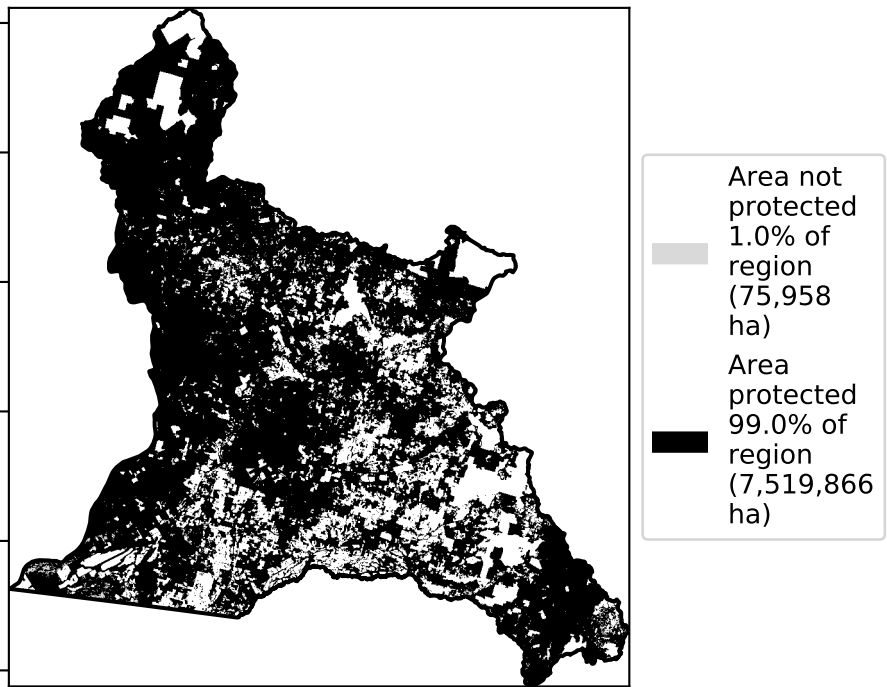 Area not
protected
1.0% of
region
(75,958
ha)
Area
protected
99.0% of
region
(7,519,866
ha)